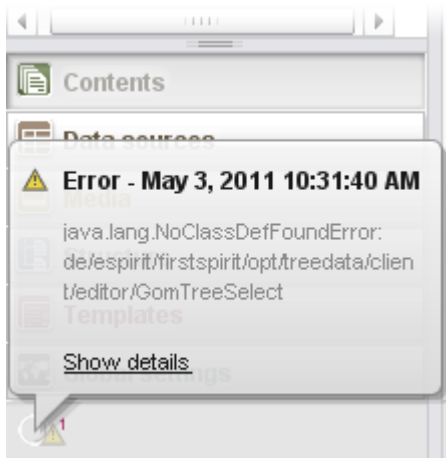 Contents
Data sources
Error - May 3, 2011 10:31:40 AM
Media
java.lang.NoClassDefFoundError:
de/espirit/firstspirit/opt/treedata/clien
t/editor/GomTreeSelect
Templates
Show details
Global settings
1